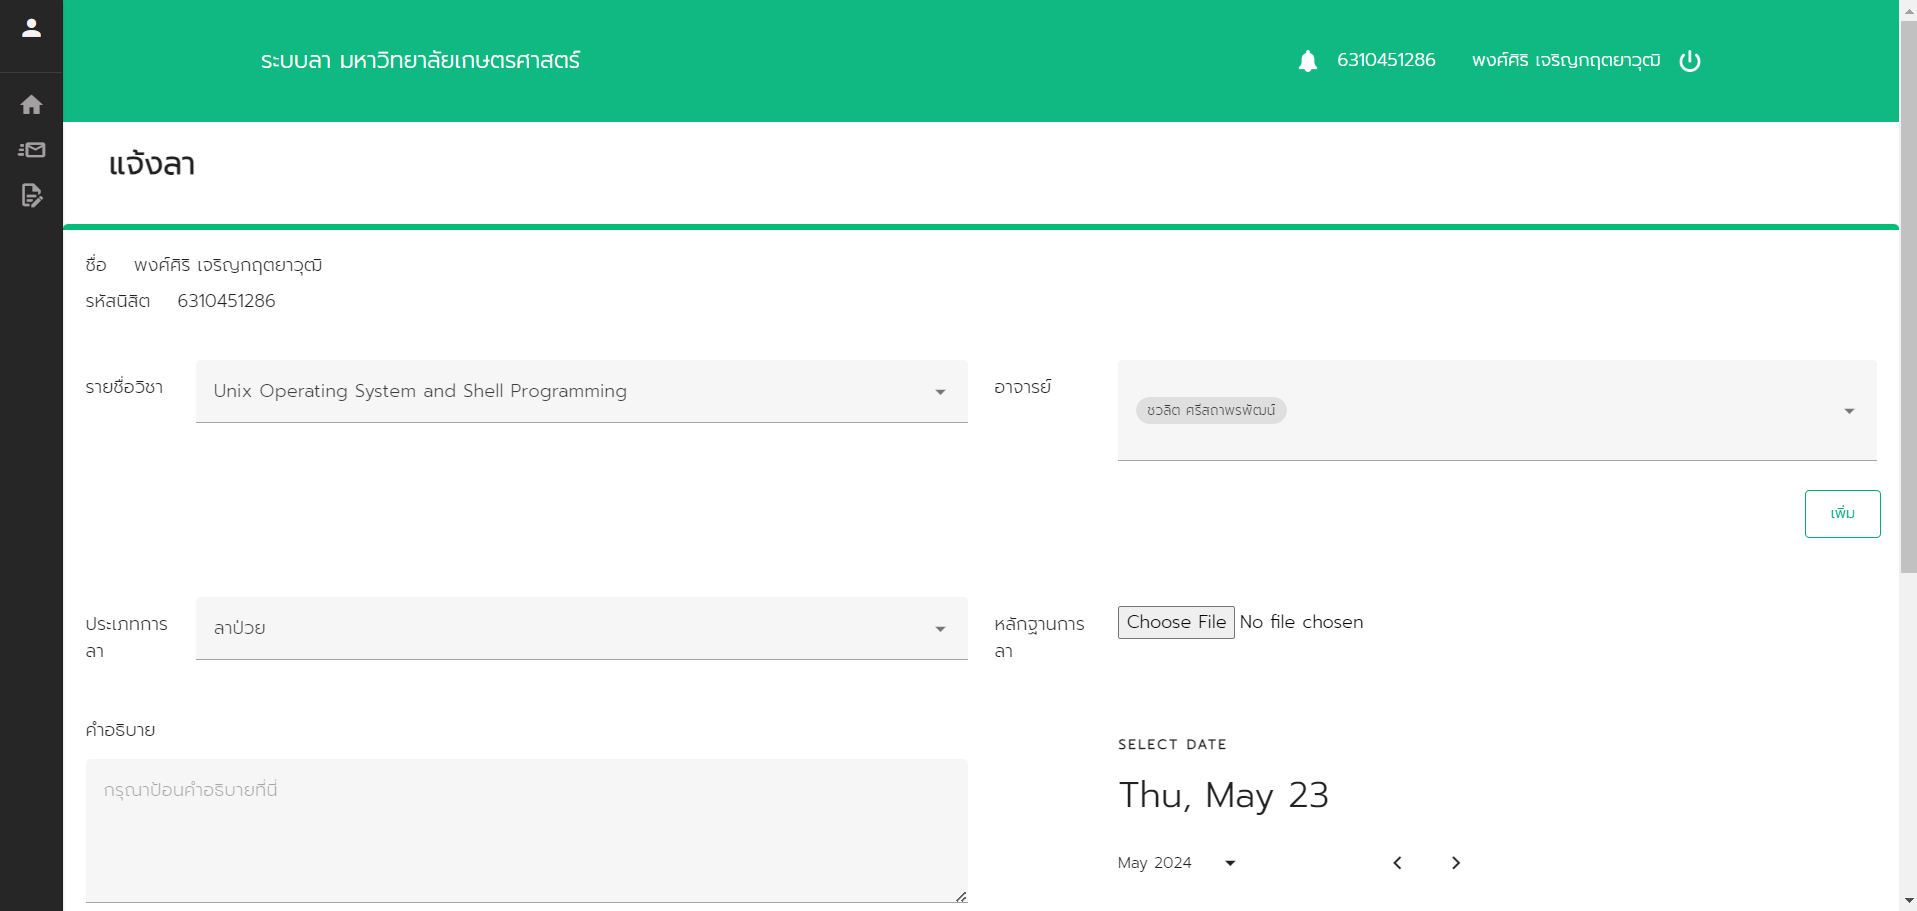 ระบบลา มหาวิทยาลัยเกษตรศาสตร์
6310451286 พงศ์ศิริ เจริญกฤตยาวุฒิ
แจ้งลา
ชื่อ พงศ์ศิริ เจริญกฤตยาวุฒิ
รหัสนิสิต 6310451286
รายชื่อวิชา Unix Operating System and Shell Programming
อาจารย์ ชวลิต ศรีสถาพรพัฒน์
เพิ่ม
ประเภทการ
ลา
ลาป่วย
หลักฐานการ
ลา
Choose File No file chosen
คำอธิบาย
กรุณาป้อนคำอธิบายที่นี่
SELECT DATE
Thu, May 23
May 2024